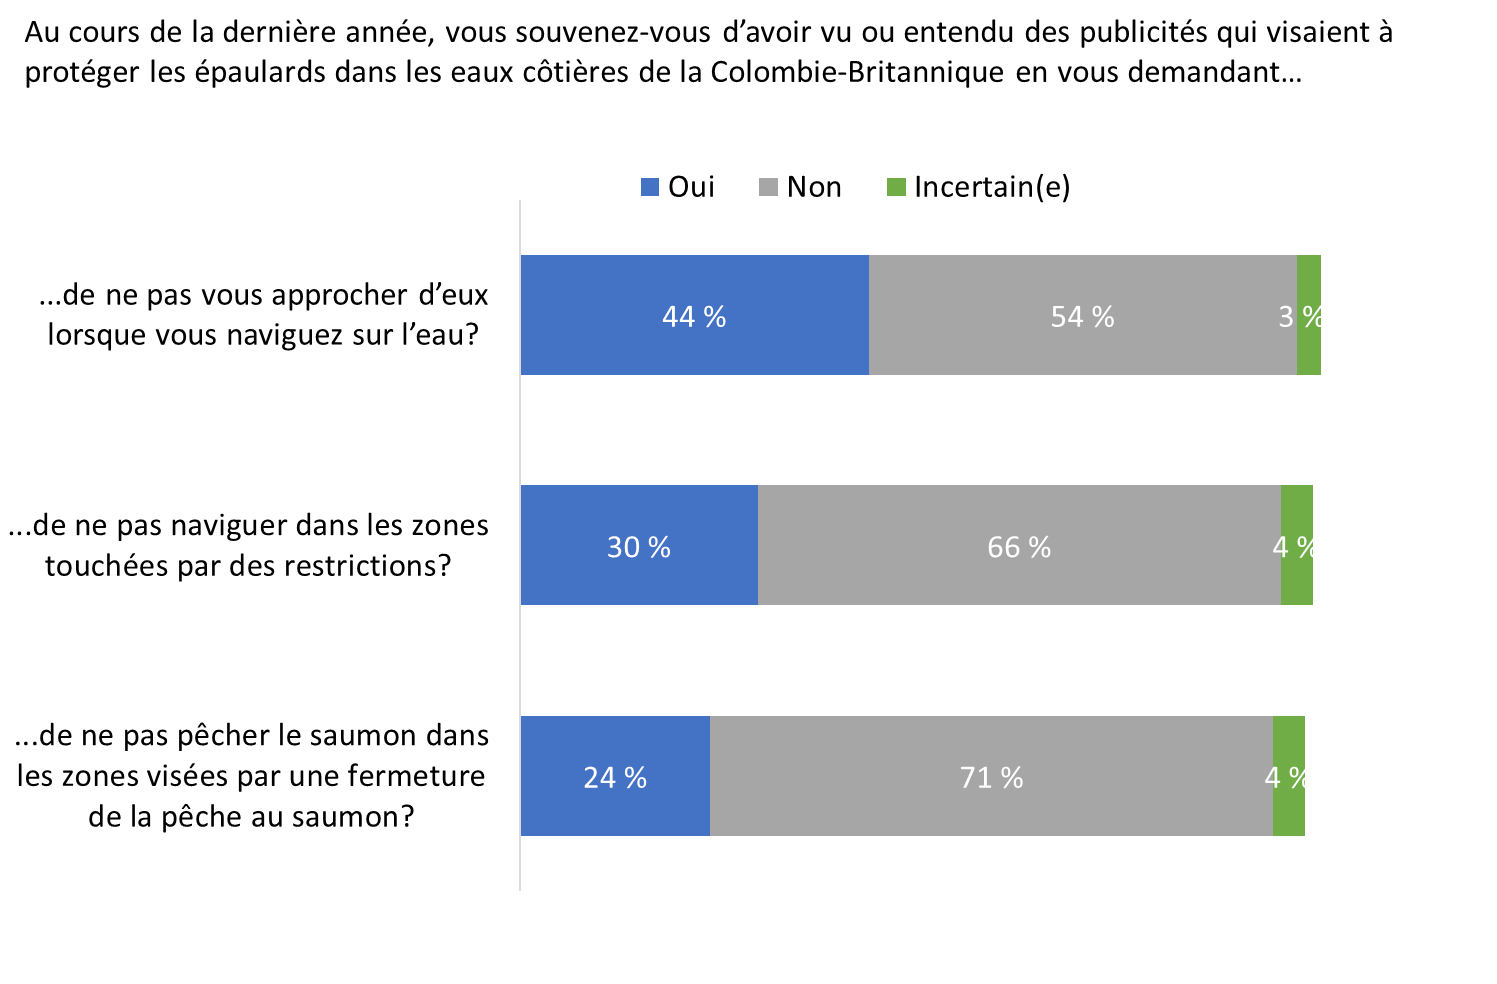 Au cours de la dernière année, vous souvenez-vous d’avoir vu ou entendu des publicités qui visaient à
protéger les épaulards dans les eaux côtières de la Colombie-Britannique en vous demandant...
Oui Non Incertain(e)
...de ne pas vous approcher d’eux
lorsque vous naviguez sur l’eau?
44 % 54 % 3 %
...de ne pas naviguer dans les zones
touchées par des restrictions?
30 % 66 % 4 %
...de ne pas pêcher le saumon dans
les zones visées par une fermeture
de la pêche au saumon?
24 % 71 % 4 %